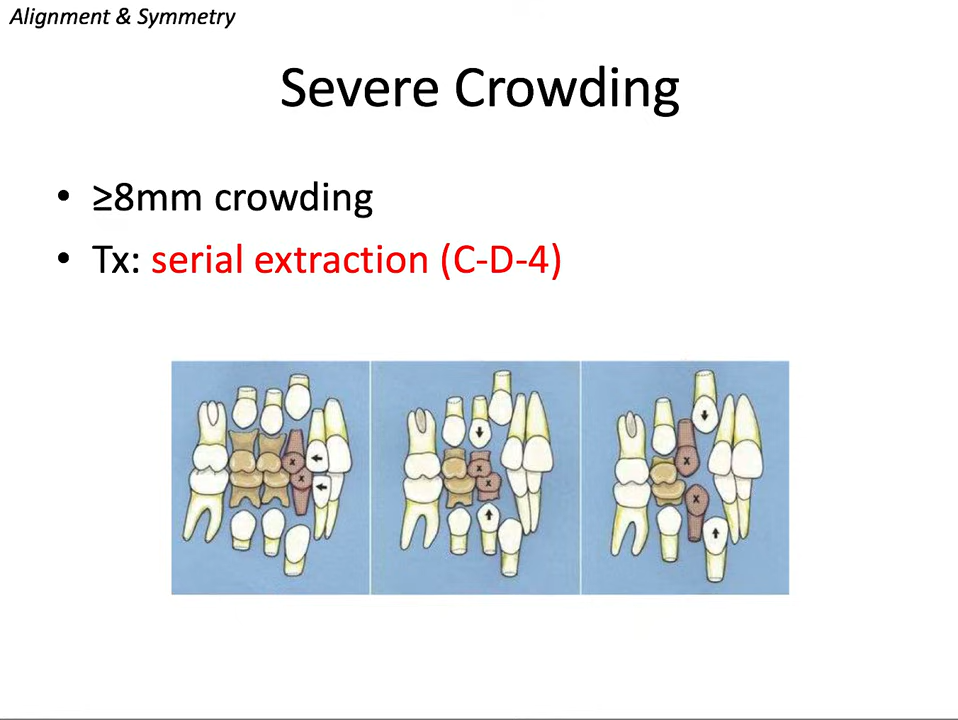 Alignment & Symmetry
Severe Crowding
• ≥8mm crowding
• Tx: serial extraction (C-D-4)
x
x
x
x
x
x